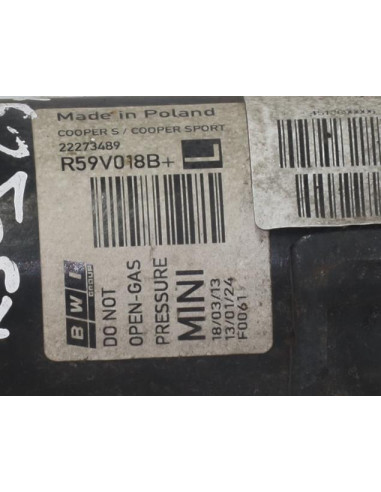 Made in Poland
COOPER S / COOPER SPORT
22273489
R59V018B+
L
BWI
GROUP
DO NOT
OPEN-GAS
PRESSURE
MINI
18/03/13
13/01/24
F0061